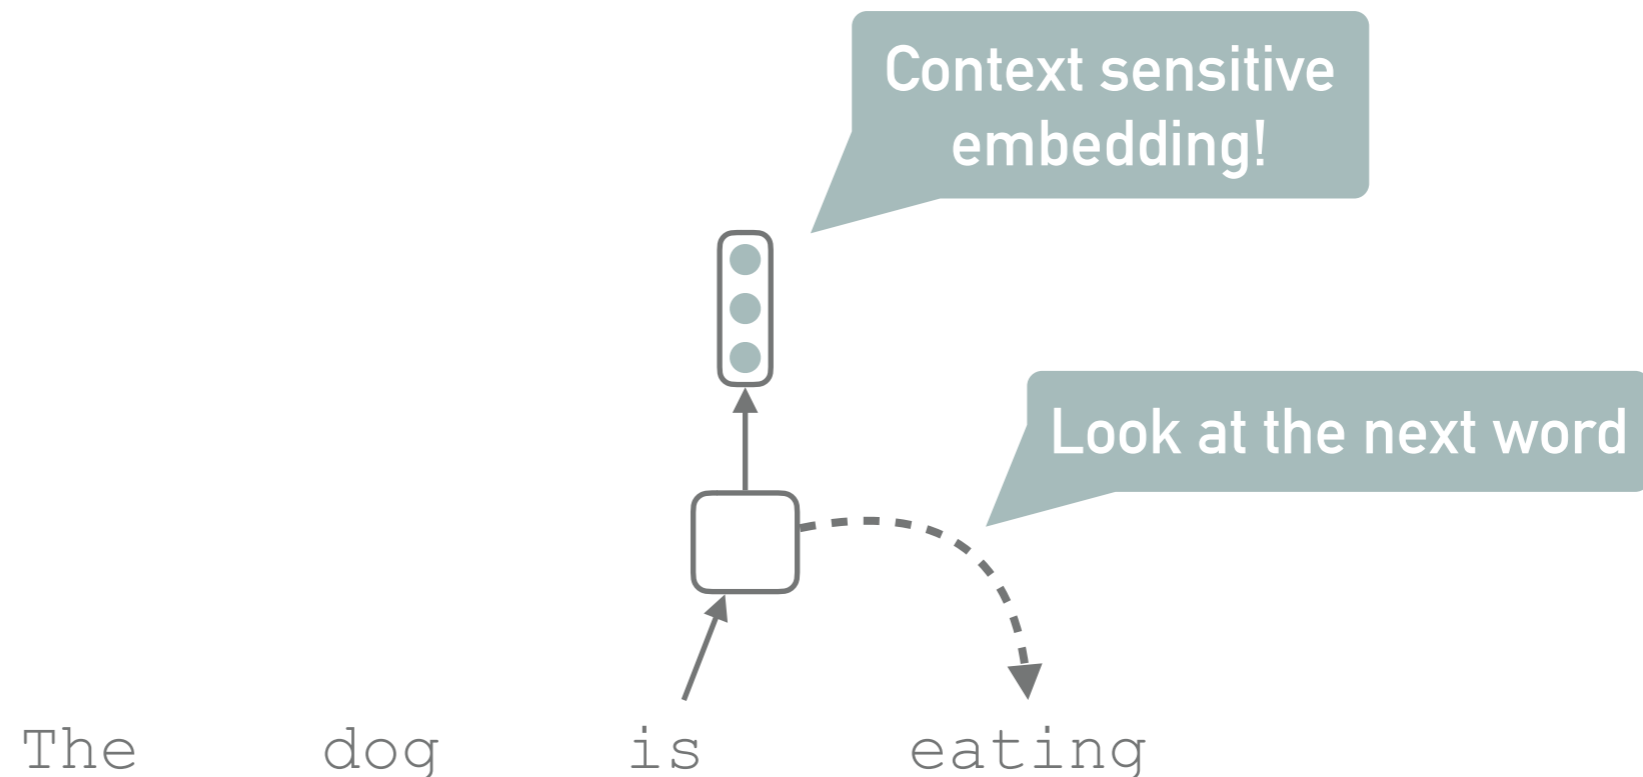 Context sensitive
embedding!
Look at the next word
The dog is eating